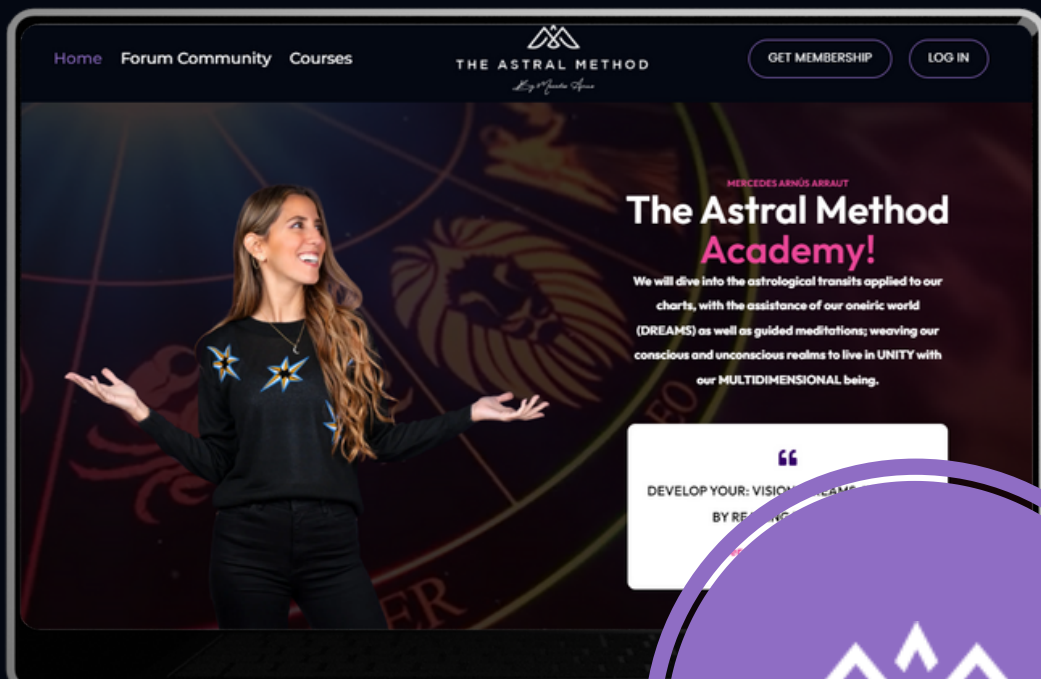 Home Forum Community Courses
THE ASTRAL METHOD
GET MEMBERSHIP
LOG IN
MERCEDES ARNÚS ARRAUT
The Astral Method
Academy!
We will dive into the astrological transits applied to our
charts, with the assistance of our oneiric world
(DREAMS) as well as guided meditations; weaving our
conscious and unconscious realms to live in UNITY with
our MULTIDIMENSIONAL being.
LEO
“
DEVELOP YOUR:
BY